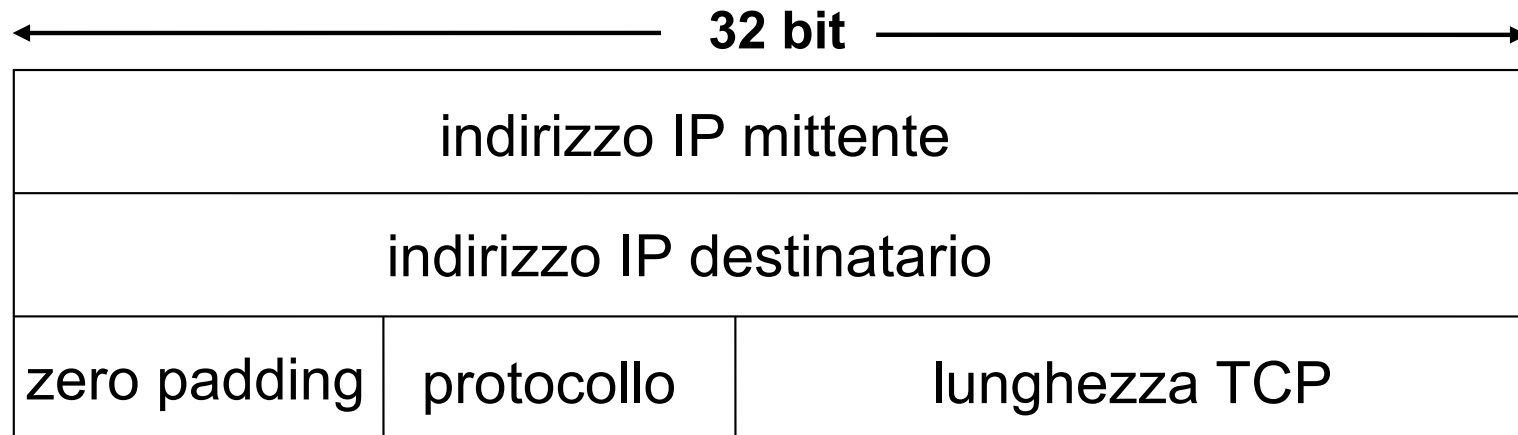 32 bit
indirizzo IP mittente
indirizzo IP destinatario
zero padding protocollo lunghezza TCP